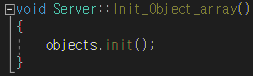 void Server::Init_Object_array()
{
objects.init();
}